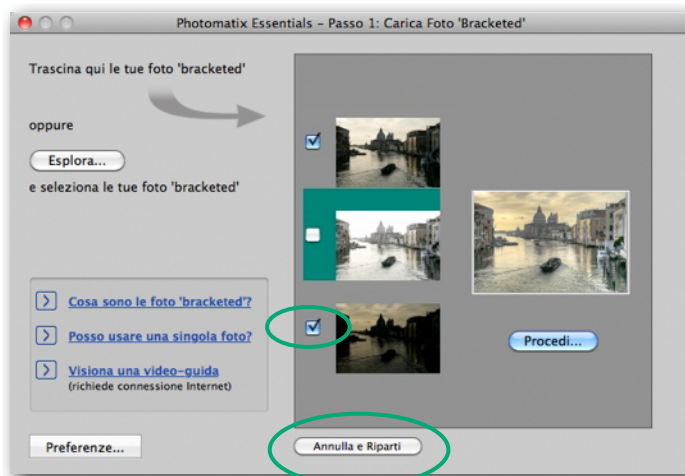 Photomatix Essentials - Passo 1: Carica Foto 'Bracketed'
Trascina qui le tue foto 'bracketed'
oppure
Esplora...
e seleziona le tue foto 'bracketed'
Cosa sono le foto 'bracketed'?
Posso usare una singola foto?
Visiona una video-guida
(richiede connessione Internet)
Preferenze...
Procedi...
Annulla e Riparti